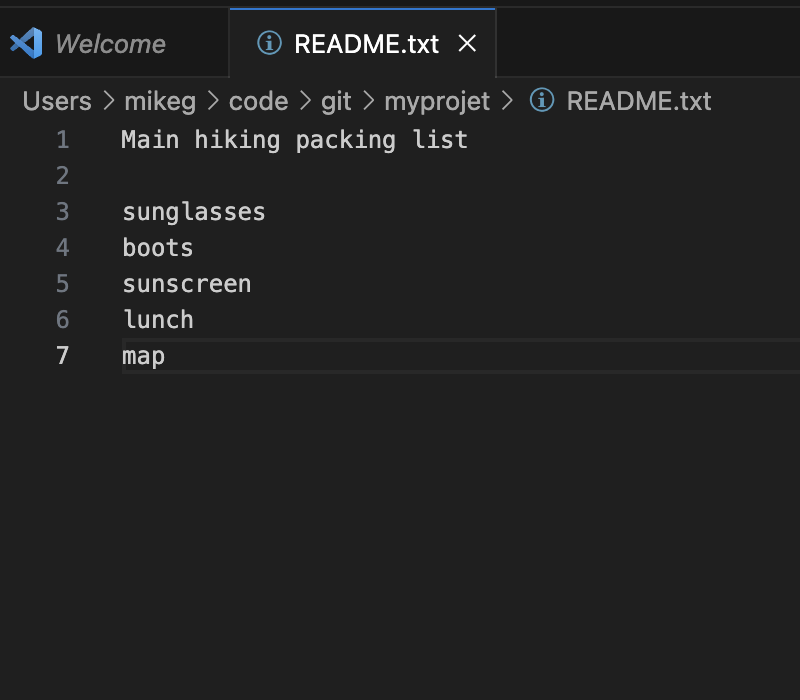 Welcome README.txt
Users > mikeg > code > git > myprojet > README.txt
1 Main hiking packing list
2
3 sunglasses
4 boots
5 sunscreen
6 lunch
7 map